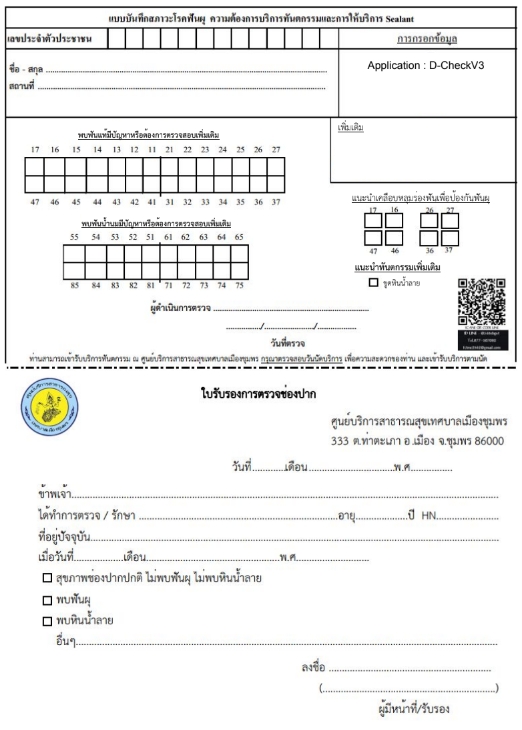 แบบบันทึกสภาวะโรคฟันผุ ความต้องการบริการทันตกรรมและการให้บริการ Sealant
เลขประจำตัวประชาชน
การกรอกข้อมูล
ชื่อ - สกุล
Application : D-CheckV3
สถานที่
เพิ่มเติม
พบฟันแท้มีปัญหาหรือต้องการตรวจสอบเพิ่มเติม
17 16 15 14 13 12 11 21 22 23 24 25 26 27
47 46 45 44 43 42 41 31 32 33 34 35 36 37
แนะนำเคลือบหลุมร่องฟันเพื่อป้องกันฟันผุ
17 16 26 27
47 46 36 37
พบฟันน้ำนมมีปัญหาหรือต้องการตรวจสอบเพิ่มเติม
55 54 53 52 51 61 62 63 64 65
85 84 83 82 81 71 72 73 74 75
แนะนำทันตกรรมเพิ่มเติม
ขูดหินน้ำลาย
ผู้ดำเนินการตรวจ
............/............/............
วันที่ตรวจ
ท่านสามารถเข้ารับบริการทันตกรรม ณ ศูนย์บริการสาธารณสุขเทศบาลเมืองชุมพร กรุณาตรวจสอบวันนัดบริการ เพื่อความสะดวกของท่าน และเข้ารับบริการตามนัด
ใบรับรองการตรวจช่องปาก
ศูนย์บริการสาธารณสุขเทศบาลเมืองชุมพร
333 ต.ท่าตะเภา อ.เมือง จ.ชุมพร 86000
วันที่.............เดือน..........................พ.ศ................
ข้าพเจ้า
ได้ทำการตรวจ / รักษา ............อายุ................ปี HN................
ที่อยู่ปัจจุบัน
เมื่อวันที่....................เดือน..............................พ.ศ.....................
สุขภาพช่องปากปกติ ไม่พบฟันผุ ไม่พบหินน้ำลาย
พบฟันผุ
พบหินน้ำลาย
อื่นๆ
ลงชื่อ
(............................................)
ผู้มีหน้าที่/รับรอง